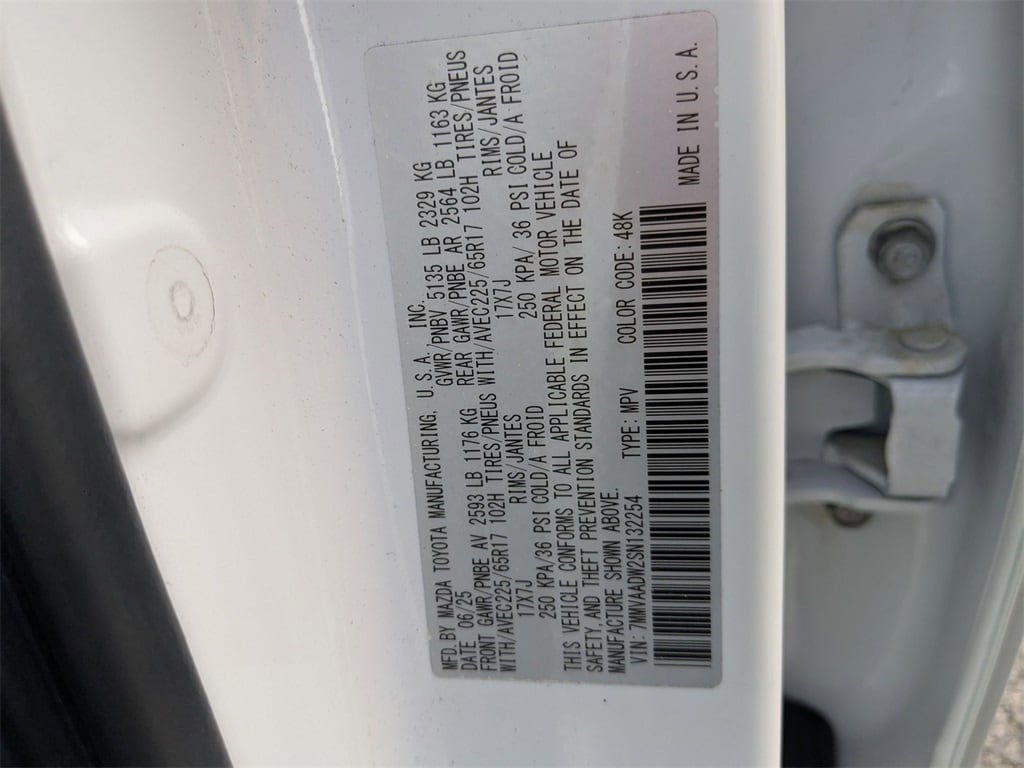 MFD. BY MAZDA TOYOTA MANUFACTURING, U.S.A. INC.
DATE 06/25 GVWR/PNBV 5135 LB 2329 KG
FRONT GAWR/PNBE AV 2593 LB 1176 KG REAR GAWR/PNBE AR 2564 LB 1163 KG
WITH/AVEC225/65R17 102H TIRES/PNEUS WITH/AVEC225/65R17 102H TIRES/PNEUS
17X7J RIMS/JANTES 17X7J RIMS/JANTES
250 KPA/36 PSI COLD/A FROID 250 KPA/ 36 PSI COLD/A FROID
THIS VEHICLE CONFORMS TO ALL APPLICABLE FEDERAL MOTOR VEHICLE
SAFETY, AND THEFT PREVENTION STANDARDS IN EFFECT ON THE DATE OF
MANUFACTURE SHOWN ABOVE.
VIN: 7MMVAADW2SN132254 TYPE: MPV COLOR CODE: 48K
MADE IN U.S.A.